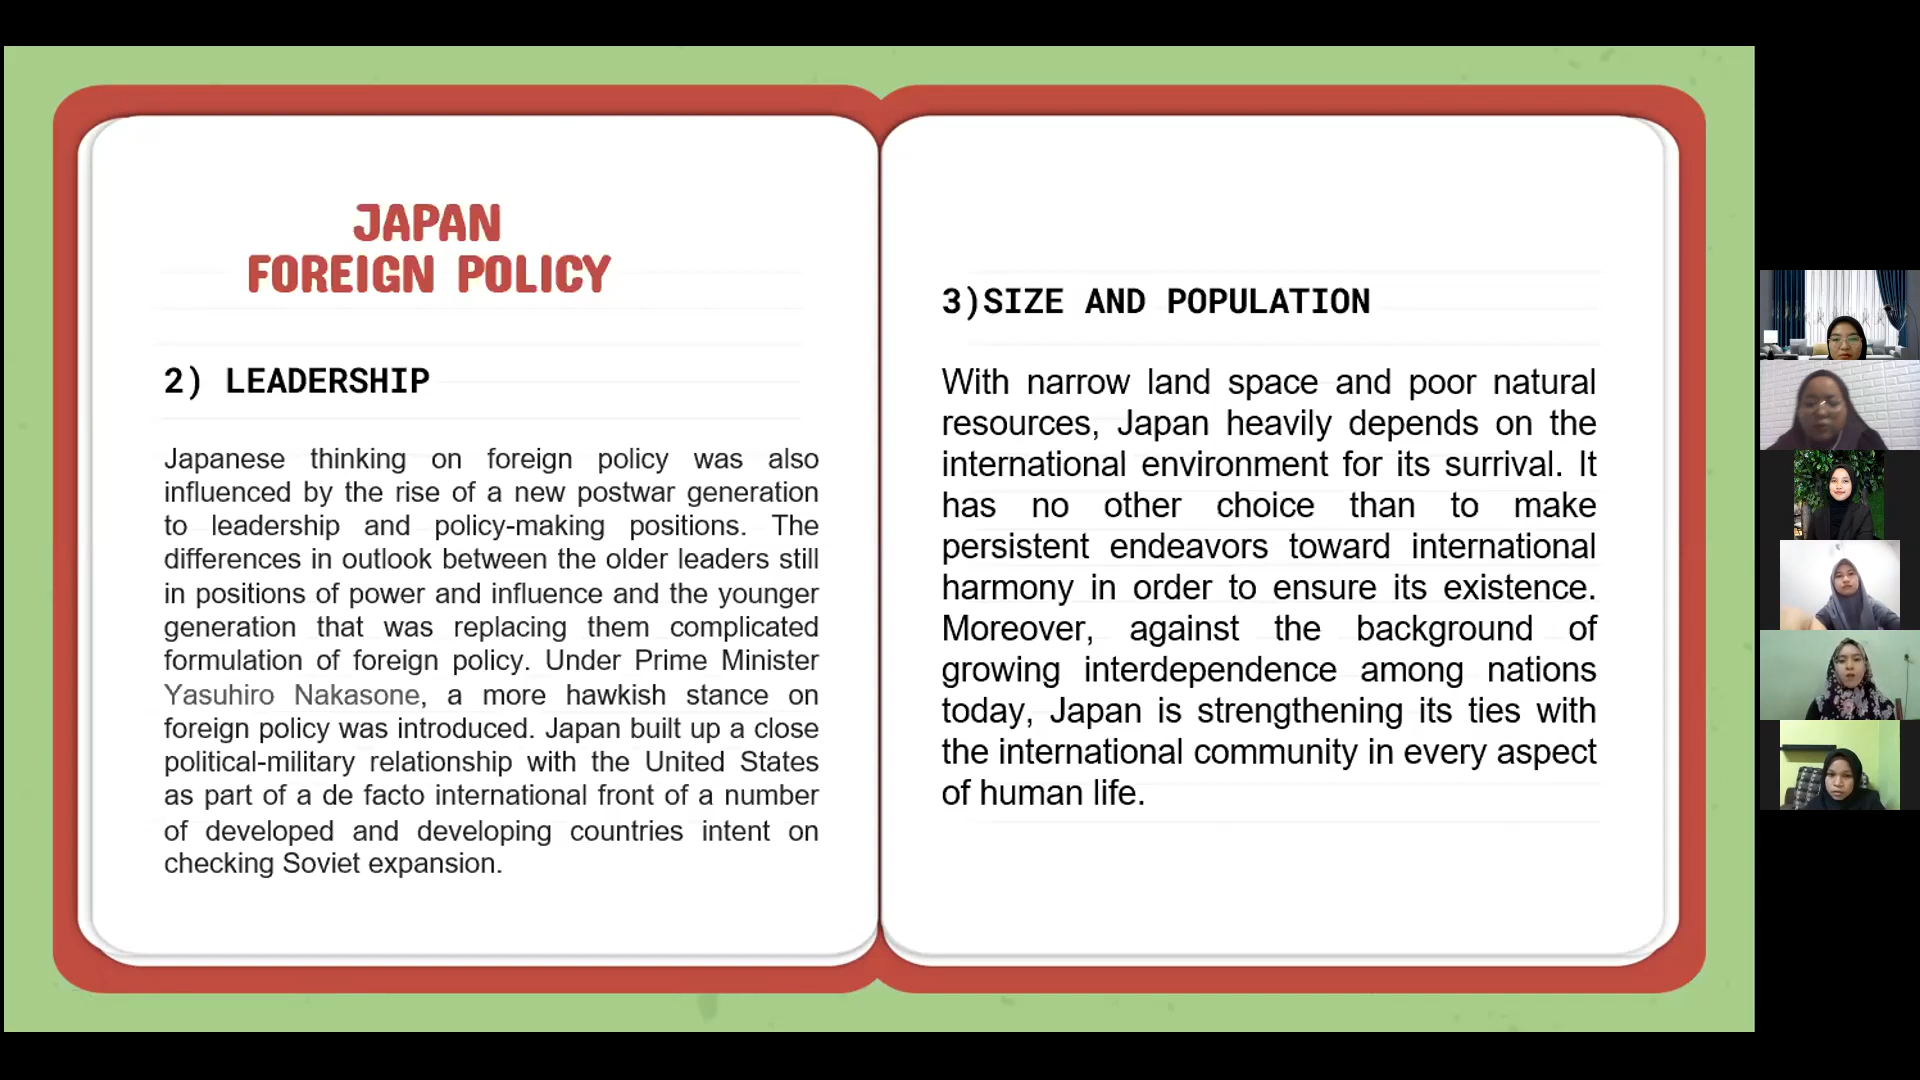 JAPAN
FOREIGN POLICY
2) LEADERSHIP
Japanese thinking on foreign policy was also
influenced by the rise of a new postwar generation
to leadership and policy-making positions. The
differences in outlook between the older leaders still
in positions of power and influence and the younger
generation that was replacing them complicated
formulation of foreign policy. Under Prime Minister
Yasuhiro Nakasone, a more hawkish stance on
foreign policy was introduced. Japan built up a close
political-military relationship with the United States
as part of a de facto international front of a number
of developed and developing countries intent on
checking Soviet expansion.
3)SIZE AND POPULATION
With narrow land space and poor natural
resources, Japan heavily depends on the
international environment for its surrival. It
has no other choice than to make
persistent endeavors toward international
harmony in order to ensure its existence.
Moreover, against the background of
growing interdependence among nations
today, Japan is strengthening its ties with
the international community in every aspect
of human life.